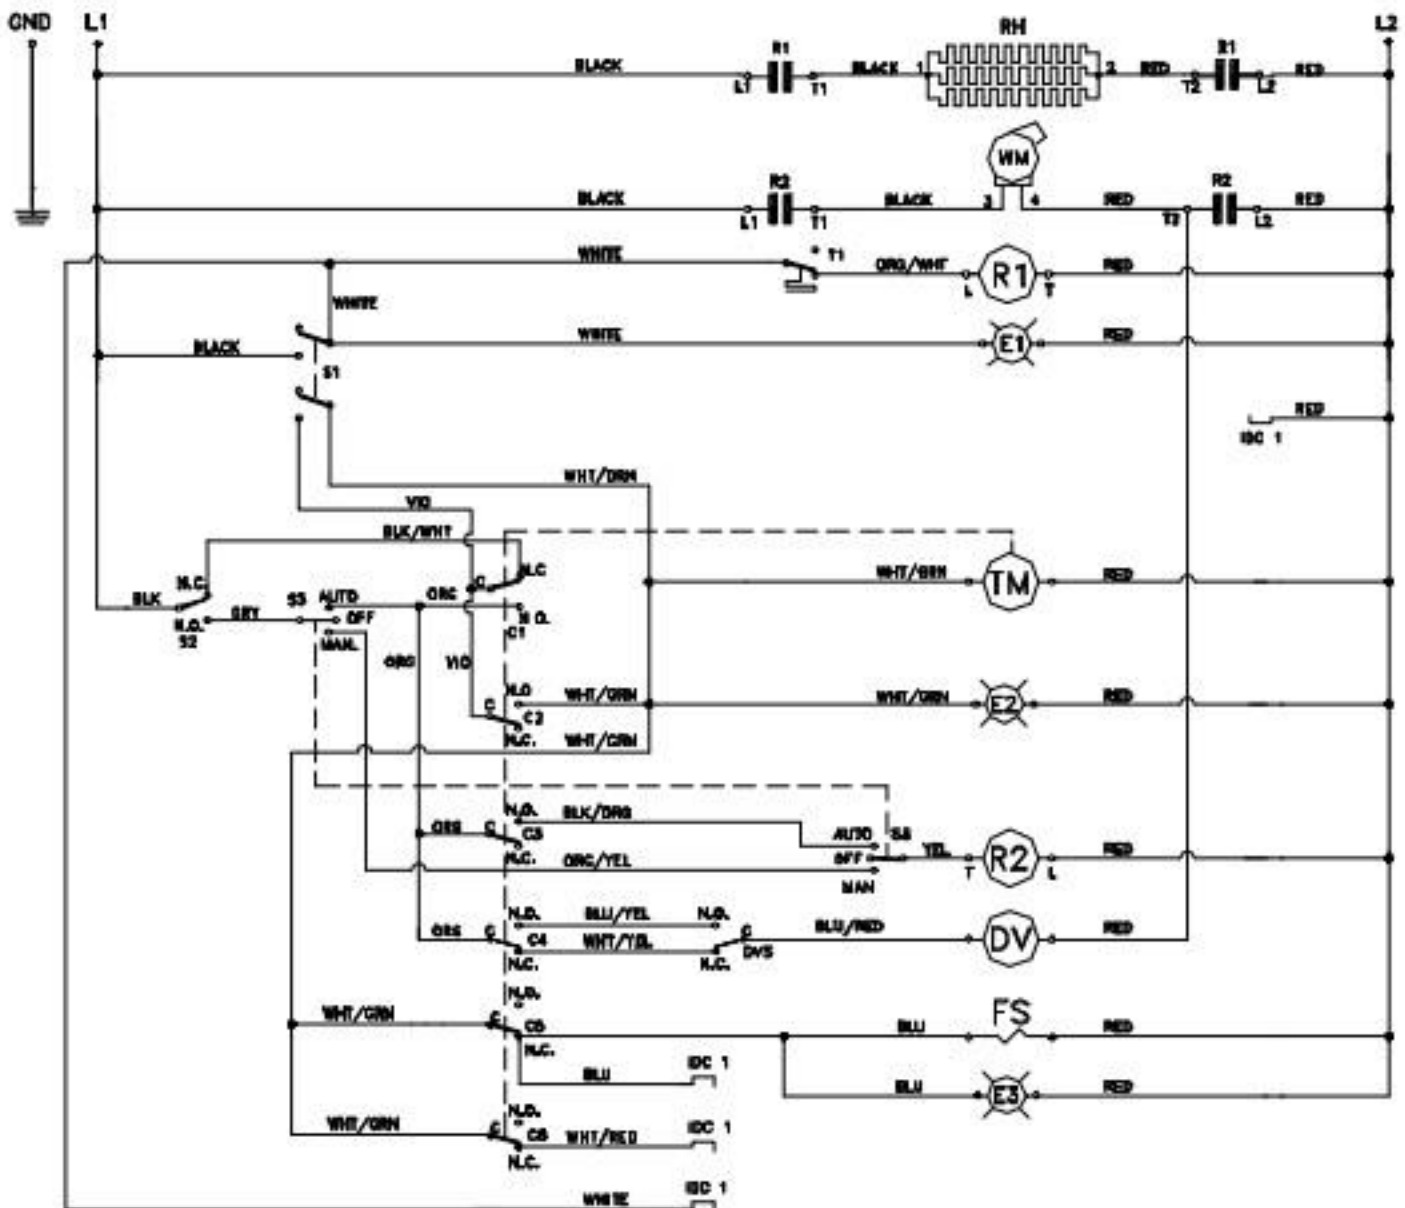 GND L1 RH L2
R1 R1
BLACK BLACK 1 2 RED RED
L1 T1 T2 L2
WM
R2 R2
BLACK BLACK 3 4 RED RED
L1 T1 T2 L2
WHITE T1 ORG/WHT R1 RED
L T
WHITE
BLACK WHITE E1 RED
S1
RED
IDC 1
WHT/GRN
VIO
BLK/WHT
N.C. C N.C WHT/GRN TM RED
BLK S3 AUTO ORG
N.O. GRY OFF N.O.
S2 MAN. C1
ORG VIO
N.O WHT/GRN WHT/GRN E2 RED
C C2
N.C. WHT/GRN
N.O. BLK/ORG
ORG C C3 AUTO S3
N.C. ORG/YEL OFF YEL R2 RED
MAN T L
N.O. BLU/YEL N.O.
ORG C C4 WHT/YEL C BLU/RED DV RED
N.C. N.C. DVS
N.O.
WHT/GRN C C5 FS
N.C. BLU RED
IDC 1
BLU BLU E3 RED
N.O.
WHT/GRN C C6 WHT/RED IDC 1
N.C.
WHITE IDC 1